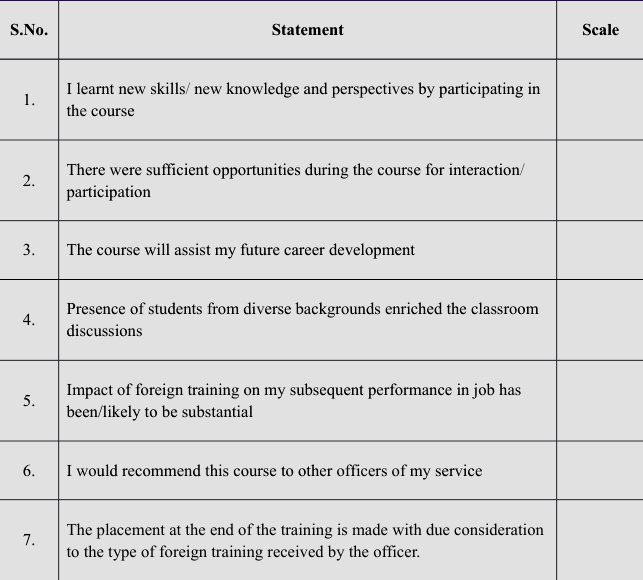 S.No. Statement Scale
1. I learnt new skills/ new knowledge and perspectives by participating in
the course
2. There were sufficient opportunities during the course for interaction/
participation
3. The course will assist my future career development
4. Presence of students from diverse backgrounds enriched the classroom
discussions
5. Impact of foreign training on my subsequent performance in job has
been/likely to be substantial
6. I would recommend this course to other officers of my service
7. The placement at the end of the training is made with due consideration
to the type of foreign training received by the officer.